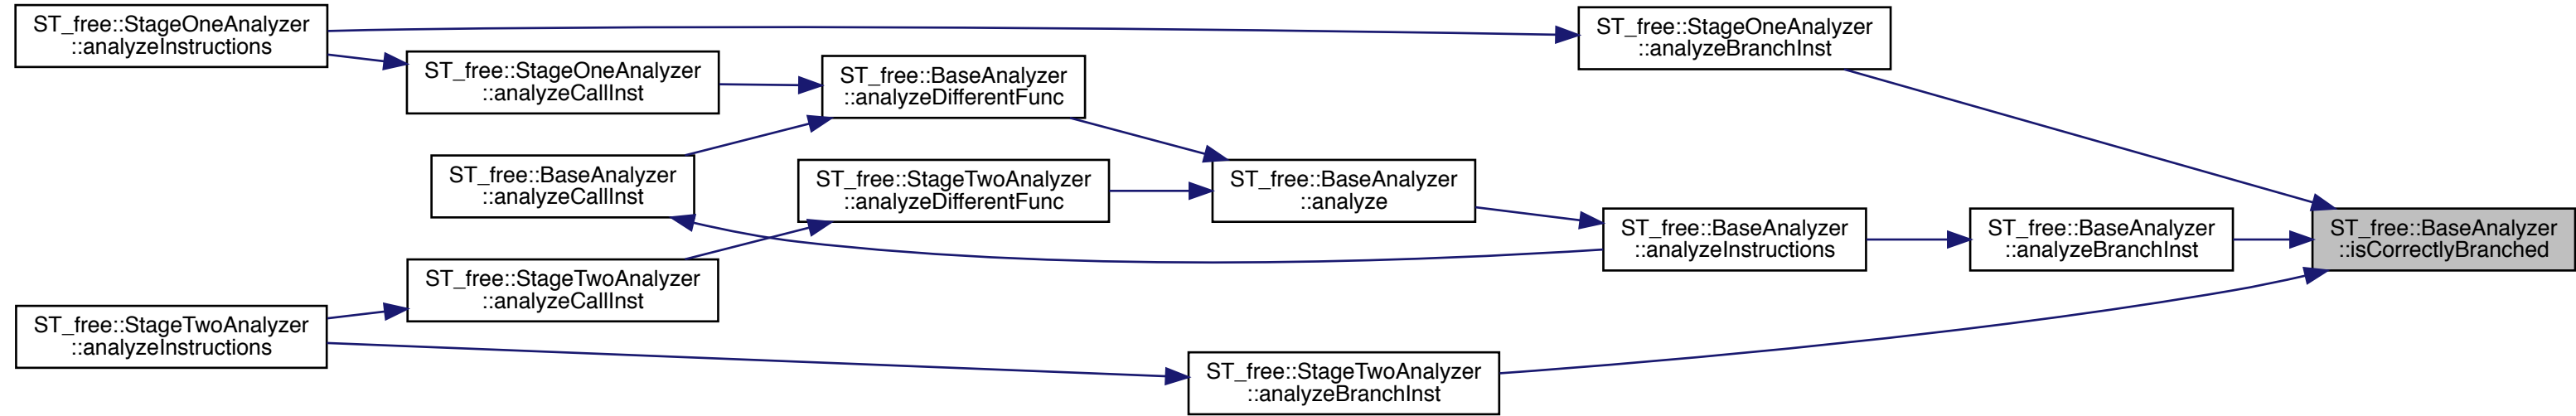 ST_free::StageOneAnalyzer
::analyzeInstructions
ST_free::StageOneAnalyzer
::analyzeBranchInst
ST_free::StageOneAnalyzer
::analyzeCallInst
ST_free::BaseAnalyzer
::analyzeDifferentFunc
ST_free::BaseAnalyzer
::analyzeCallInst
ST_free::StageTwoAnalyzer
::analyzeDifferentFunc
ST_free::BaseAnalyzer
::analyze
ST_free::BaseAnalyzer
::analyzeInstructions
ST_free::BaseAnalyzer
::analyzeBranchInst
ST_free::BaseAnalyzer
::isCorrectlyBranched
ST_free::StageTwoAnalyzer
::analyzeCallInst
ST_free::StageTwoAnalyzer
::analyzeInstructions
ST_free::StageTwoAnalyzer
::analyzeBranchInst